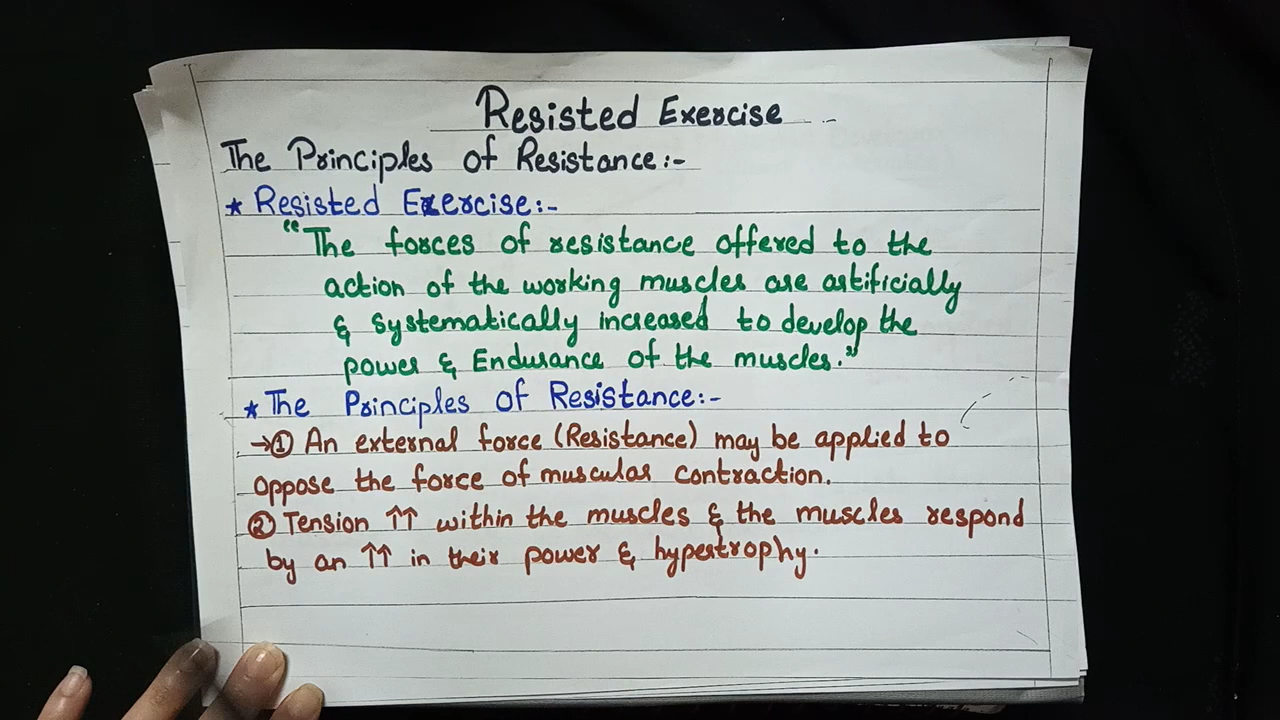 Resisted Exercise
The Principles of Resistance:-
★ Resisted Exercise:-
"The forces of resistance offered to the
action of the working muscles are artificially
& systematically increased to develop the
power & Endurance of the muscles."
★ The Principles of Resistance:-
→① An external force (Resistance) may be applied to
oppose the force of muscular contraction.
② Tension ↑↑ within the muscles & the muscles respond
by an ↑↑ in their power & hypertrophy.